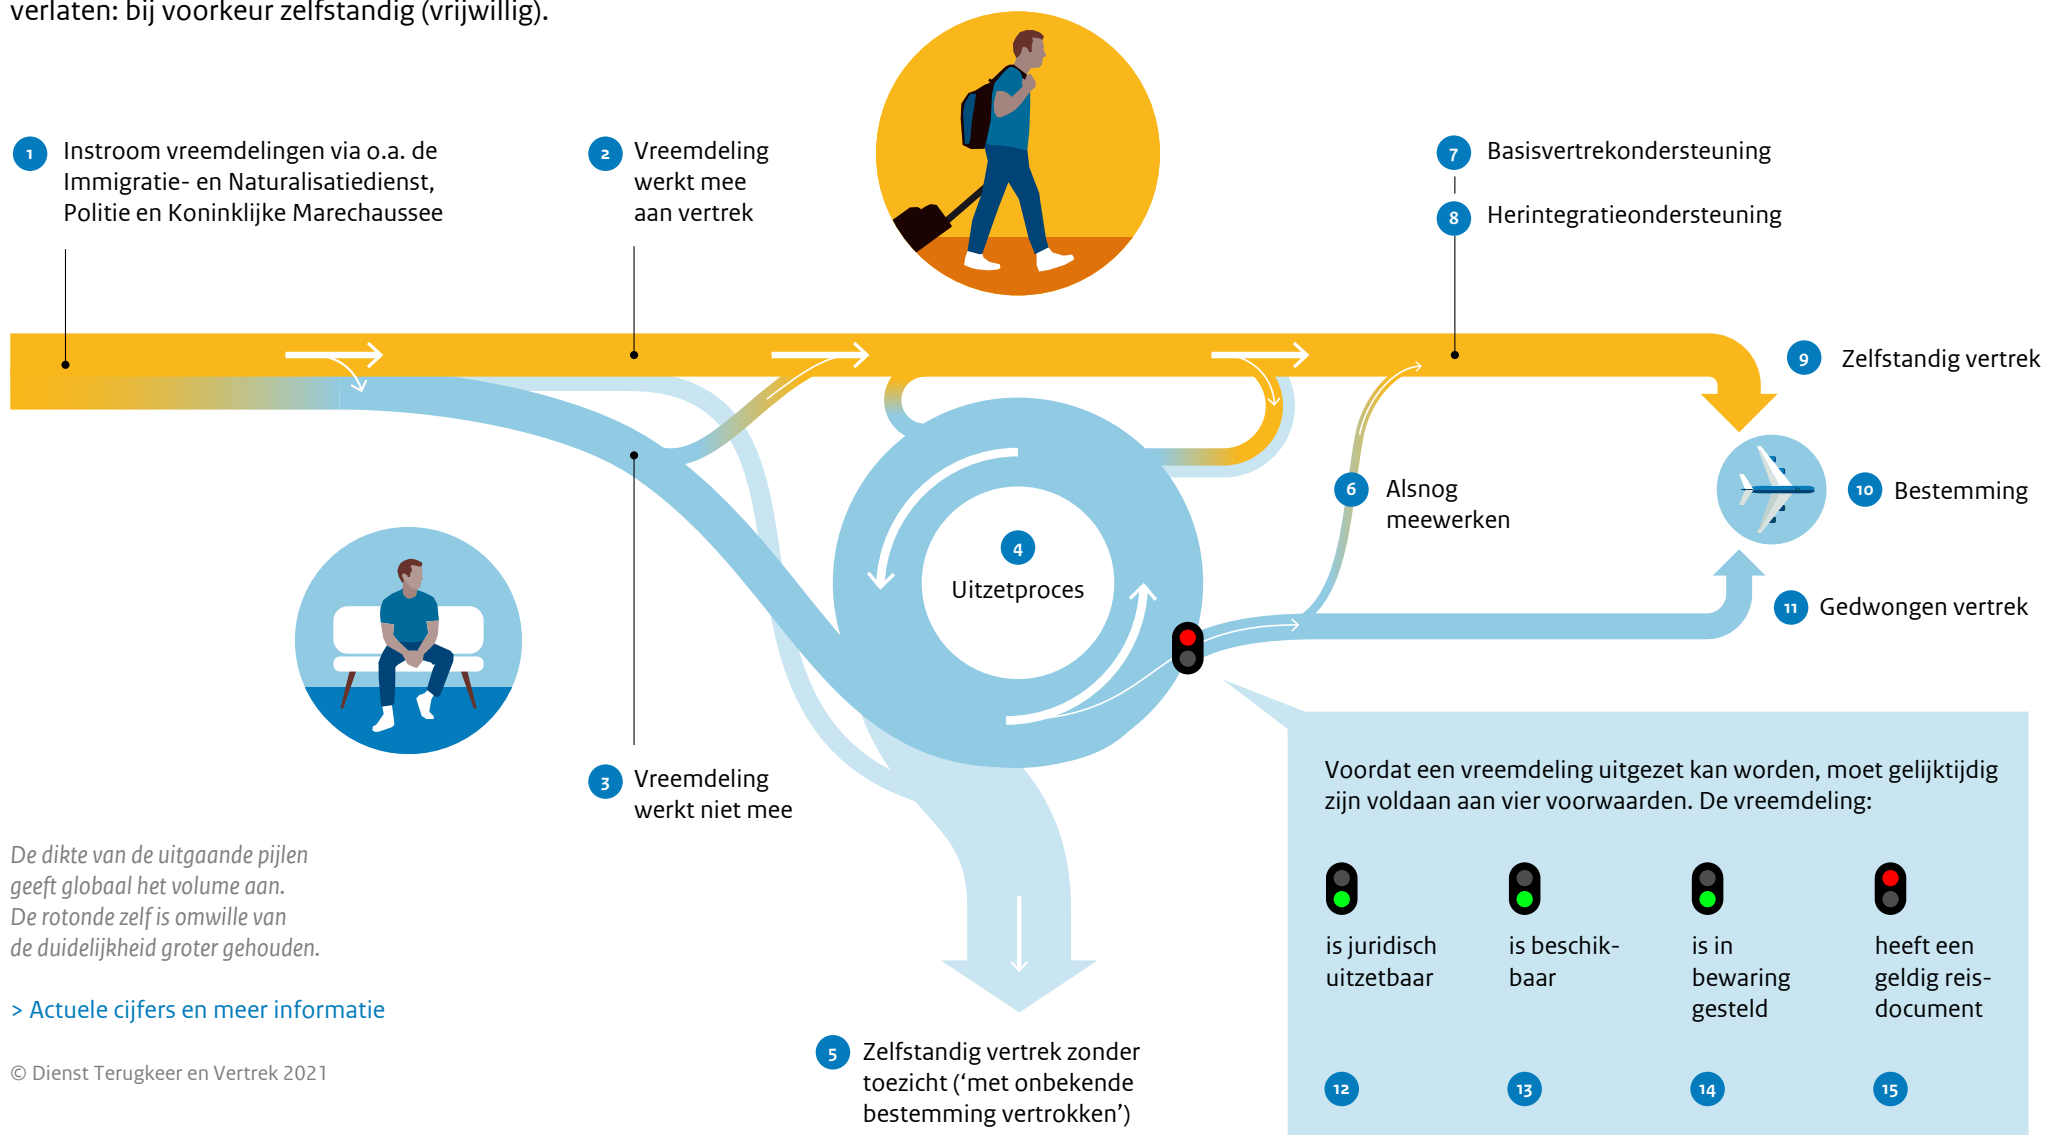 verlaten: bij voorkeur zelfstandig (vrijwillig).
1
Instroom vreemdelingen via o.a. de
Immigratie- en Naturalisatiedienst,
Politie en Koninklijke Marechaussee
2
Vreemdeling
werkt mee
aan vertrek
7
Basisvertrekondersteuning
8
Herintegratieondersteuning
9
Zelfstandig vertrek
10
Bestemming
6
Alsnog
meewerken
4
Uitzetproces
11
Gedwongen vertrek
3
Vreemdeling
werkt niet mee
Voordat een vreemdeling uitgezet kan worden, moet gelijktijdig
zijn voldaan aan vier voorwaarden. De vreemdeling:
is juridisch
uitzetbaar
12
is beschik-
baar
13
is in
bewaring
gesteld
14
heeft een
geldig reis-
document
15
De dikte van de uitgaande pijlen
geeft globaal het volume aan.
De rotonde zelf is omwille van
de duidelijkheid groter gehouden.
> Actuele cijfers en meer informatie
© Dienst Terugkeer en Vertrek 2021
5
Zelfstandig vertrek zonder
toezicht (‘met onbekende
bestemming vertrokken’)